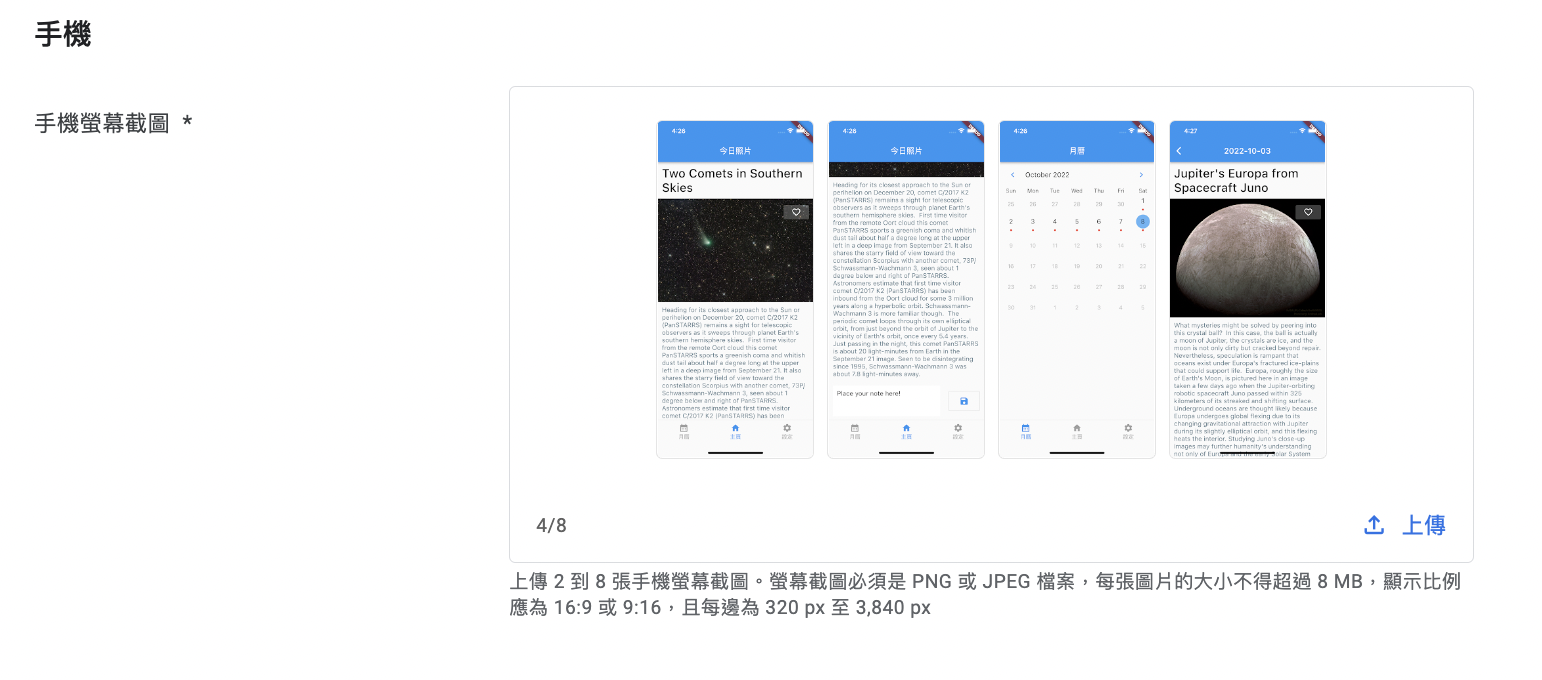 手機
手機螢幕截圖 *
4:26
今日照片
Two Comets in Southern
Skies
Heading for its closest approach to the Sun or
perihelion on December 20, comet C/2017 K2
(PanSTARRS) remains a sight for telescopic
observers as it sweeps through planet Earth's
southern hemisphere skies. First time visitor
from the remote Oort cloud this comet
PanSTARRS sports a greenish coma and whitish
dust tail about half a degree long at the upper
left in a deep image from September 21. It also
shares the starry field of view toward the
constellation Scorpius with another comet, 73P/
Schwassmann-Wachmann 3, seen about 1
degree below and right of PanSTARRS.
Astronomers estimate that first time visitor
comet C/2017 K2 (PanSTARRS) has been
月曆
主頁
設定
4:26
今日照片
Heading for its closest approach to the Sun or
perihelion on December 20, comet C/2017 K2
(PanSTARRS) remains a sight for telescopic
observers as it sweeps through planet Earth's
southern hemisphere skies. First time visitor
from the remote Oort cloud this comet
PanSTARRS sports a greenish coma and whitish
dust tail about half a degree long at the upper
left in a deep image from September 21. It also
shares the starry field of view toward the
constellation Scorpius with another comet, 73P/
Schwassmann-Wachmann 3, seen about 1
degree below and right of PanSTARRS.
Astronomers estimate that first time visitor
comet C/2017 K2 (PanSTARRS) has been
inbound from the Oort cloud for some 3 million
years along a hyperbolic orbit. Schwassmann-
Wachmann 3 is more familiar though. The
periodic comet loops through its own elliptical
orbit, from just beyond the orbit of Jupiter to the
vicinity of Earth's orbit, once every 5.4 years.
Just passing in the night, this comet PanSTARRS
is about 20 light-minutes from Earth in the
September 21 image. Seen to be disintegrating
since 1995, Schwassmann-Wachmann 3 was
about 7.8 light-minutes away.
Place your note here!
月曆
主頁
設定
4:26
月曆
October 2022
Sun Mon Tue Wed Thu Fri Sat
25 26 27 28 29 30 1
2 3 4 5 6 7 8
9 10 11 12 13 14 15
16 17 18 19 20 21 22
23 24 25 26 27 28 29
30 31 1 2 3 4 5
月曆
主頁
設定
4:27
2022-10-03
Jupiter's Europa from
Spacecraft Juno
What mysteries might be solved by peering into
this crystal ball? In this case, the ball is actually
a moon of Jupiter, the crystals are ice, and the
moon is not only dirty but cracked beyond repair.
Nevertheless, speculation is rampant that
oceans exist under Europa's fractured ice-plains
that could support life. Europa, roughly the size
of Earth's Moon, is pictured here in an image
taken a few days ago when the Jupiter-orbiting
robotic spacecraft Juno passed within 325
kilometers of its streaked and shifting surface.
Underground oceans are thought likely because
Europa undergoes global flexing due to its
changing gravitational attraction with Jupiter
during its slightly elliptical orbit, and this flexing
heats the interior. Studying Juno's close-up
images may further humanity's understanding
not only of Europa and the early Solar System
4/8
上傳
上傳 2 到 8 張手機螢幕截圖。螢幕截圖必須是 PNG 或 JPEG 檔案，每張圖片的大小不得超過 8 MB，顯示比例
應為 16:9 或 9:16，且每邊為 320 px 至 3,840 px